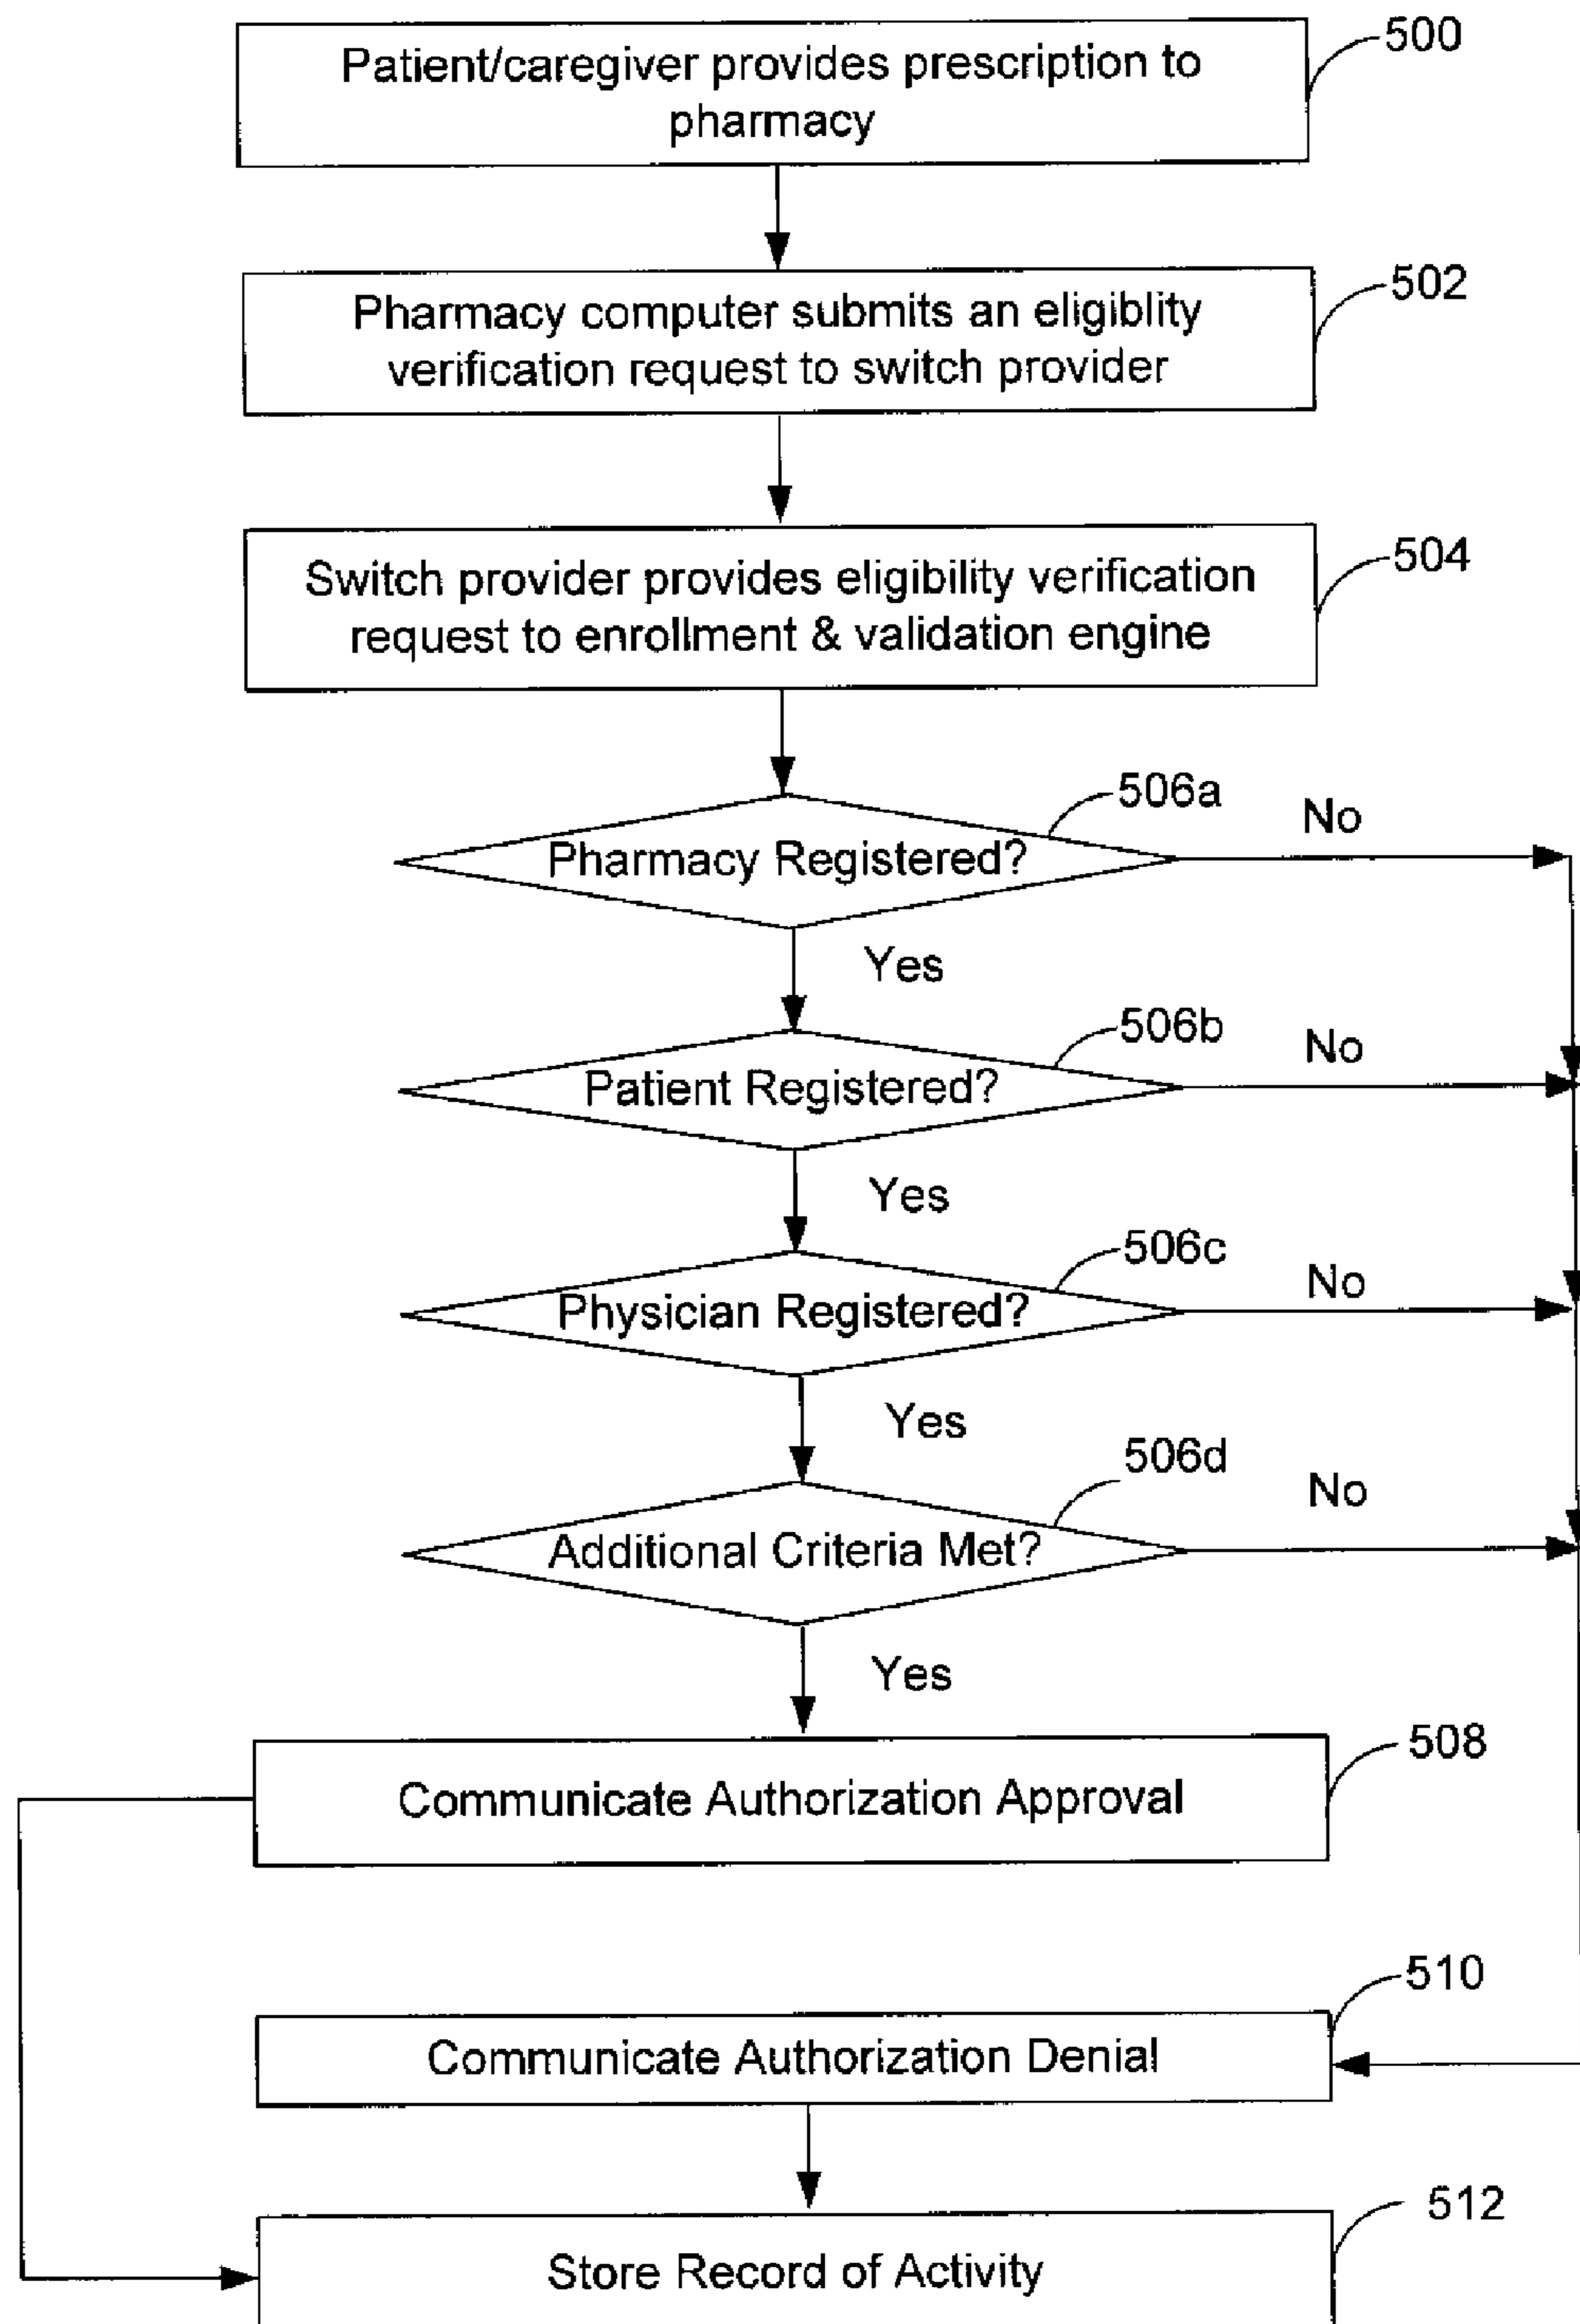 500
Patient/caregiver provides prescription to
pharmacy
502
Pharmacy computer submits an eligiblity
verification request to switch provider
504
Switch provider provides eligibility verification
request to enrollment & validation engine
506a
No
Pharmacy Registered?
Yes
506b
No
Patient Registered?
Yes
506c
No
Physician Registered?
Yes
506d
No
Additional Criteria Met?
Yes
508
Communicate Authorization Approval
510
Communicate Authorization Denial
512
Store Record of Activity